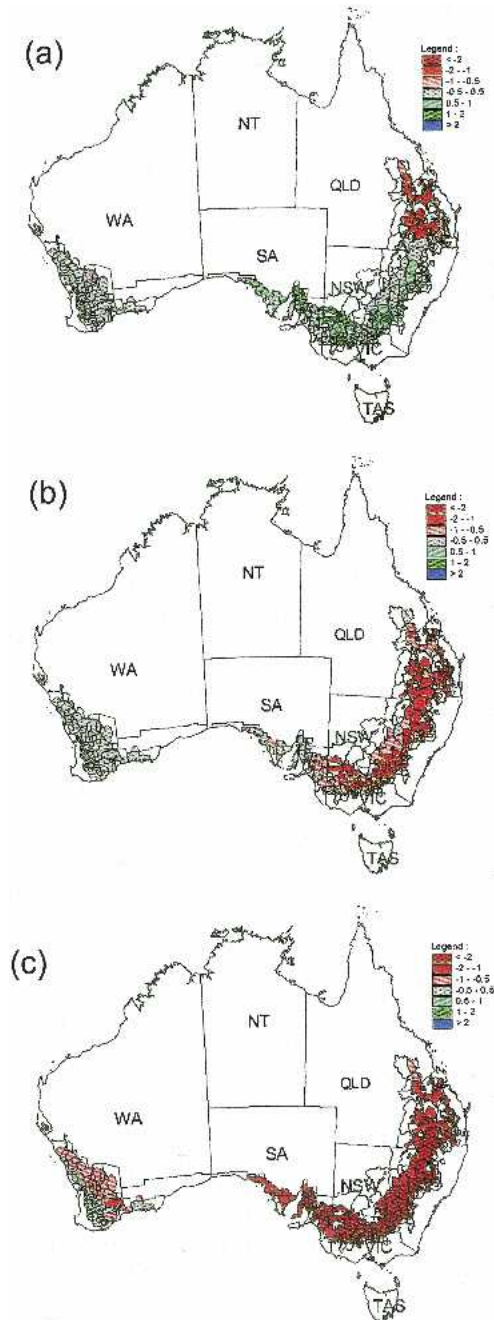 (a)
Legend :
< -2
-2 - -1
-1 - -0.5
-0.5 - 0.5
0.5 - 1
1 - 2
> 2
NT
QLD
WA
SA
NSW
VIC
TAS
(b)
Legend :
< -2
-2 - -1
-1 - -0.5
-0.5 - 0.5
0.5 - 1
1 - 2
> 2
NT
QLD
WA
SA
NSW
VIC
TAS
(c)
Legend :
< -2
-2 - -1
-1 - -0.5
-0.5 - 0.5
0.5 - 1
1 - 2
> 2
NT
QLD
WA
SA
NSW
VIC
TAS